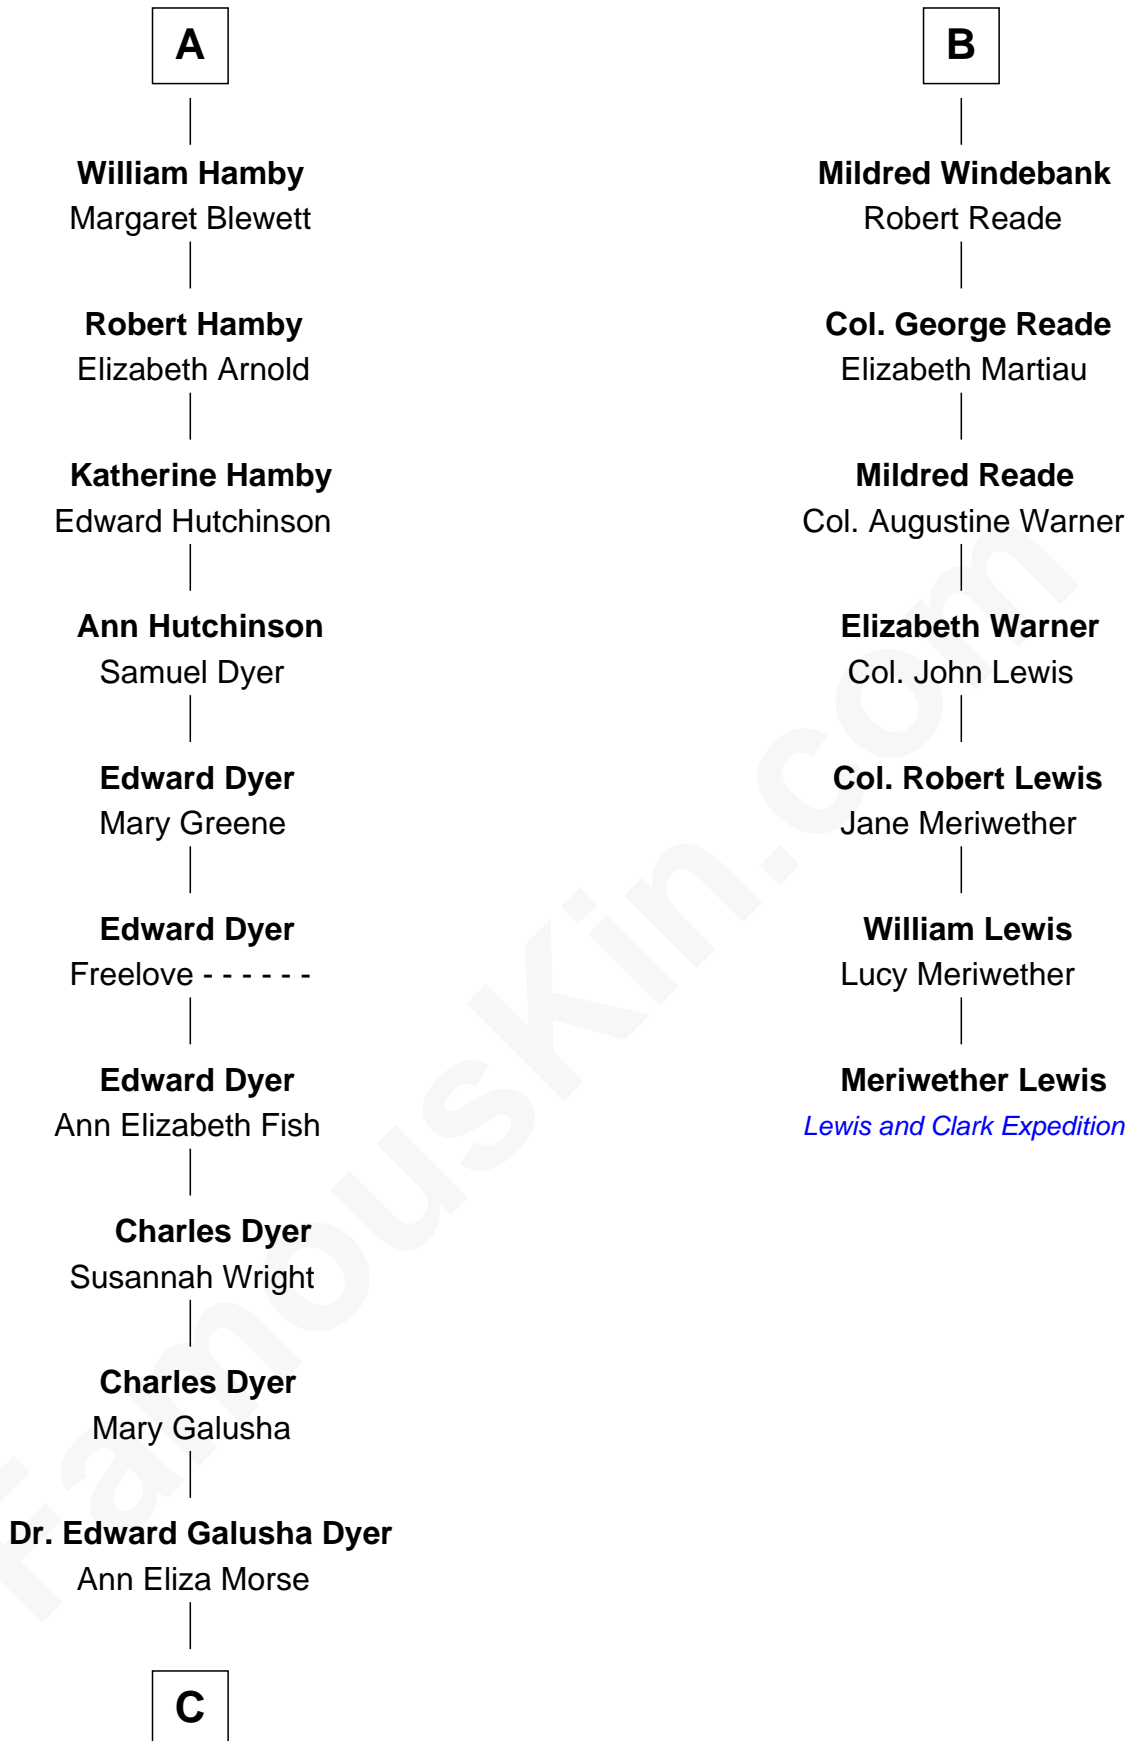 A
William Hamby
Margaret Blewett
Robert Hamby
Elizabeth Arnold
Katherine Hamby
Edward Hutchinson
Ann Hutchinson
Samuel Dyer
Edward Dyer
Mary Greene
Edward Dyer
Freelove - - - - - -
Edward Dyer
Ann Elizabeth Fish
Charles Dyer
Susannah Wright
Charles Dyer
Mary Galusha
Dr. Edward Galusha Dyer
Ann Eliza Morse
C
B
Mildred Windebank
Robert Reade
Col. George Reade
Elizabeth Martiau
Mildred Reade
Col. Augustine Warner
Elizabeth Warner
Col. John Lewis
Col. Robert Lewis
Jane Meriwether
William Lewis
Lucy Meriwether
Meriwether Lewis
Lewis and Clark Expedition
FamousKin.com